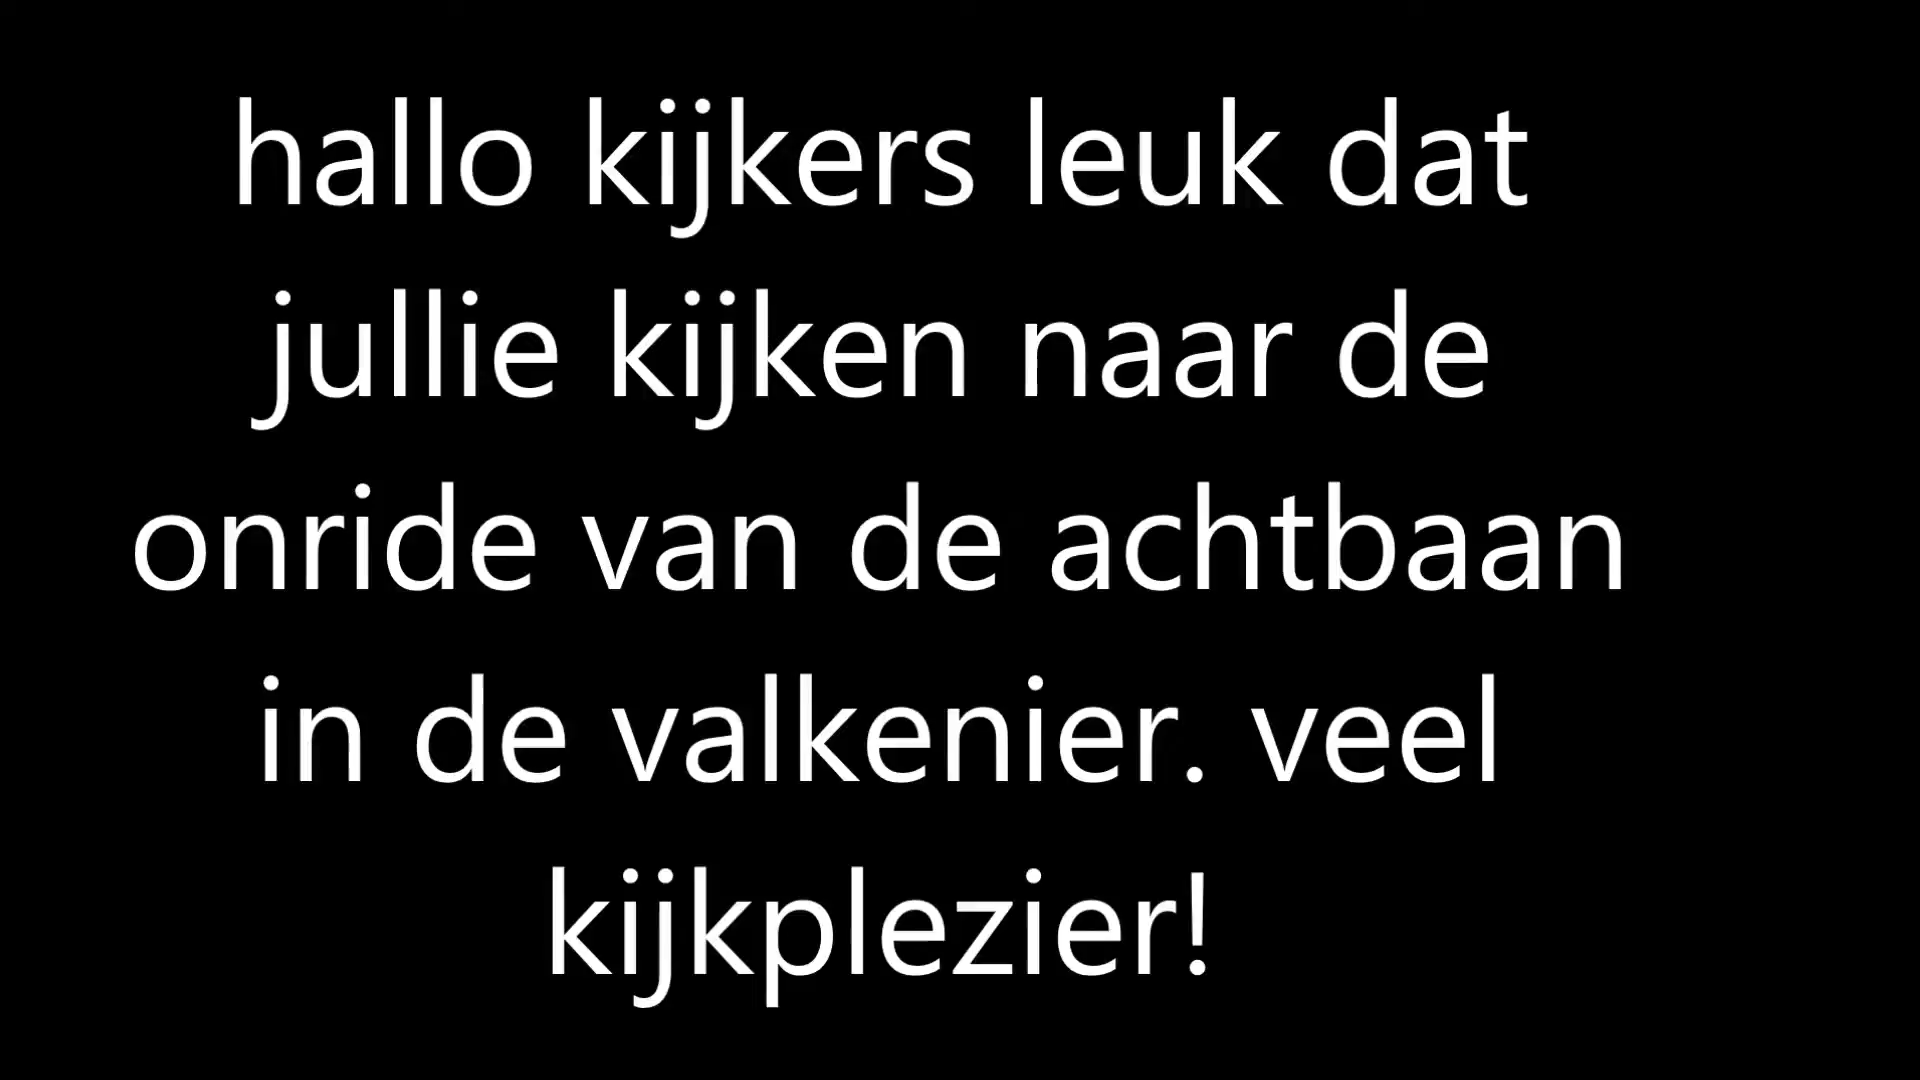 hallo kijkers leuk dat
jullie kijken naar de
onride van de achtbaan
in de valkenier. veel
kijkplezier!